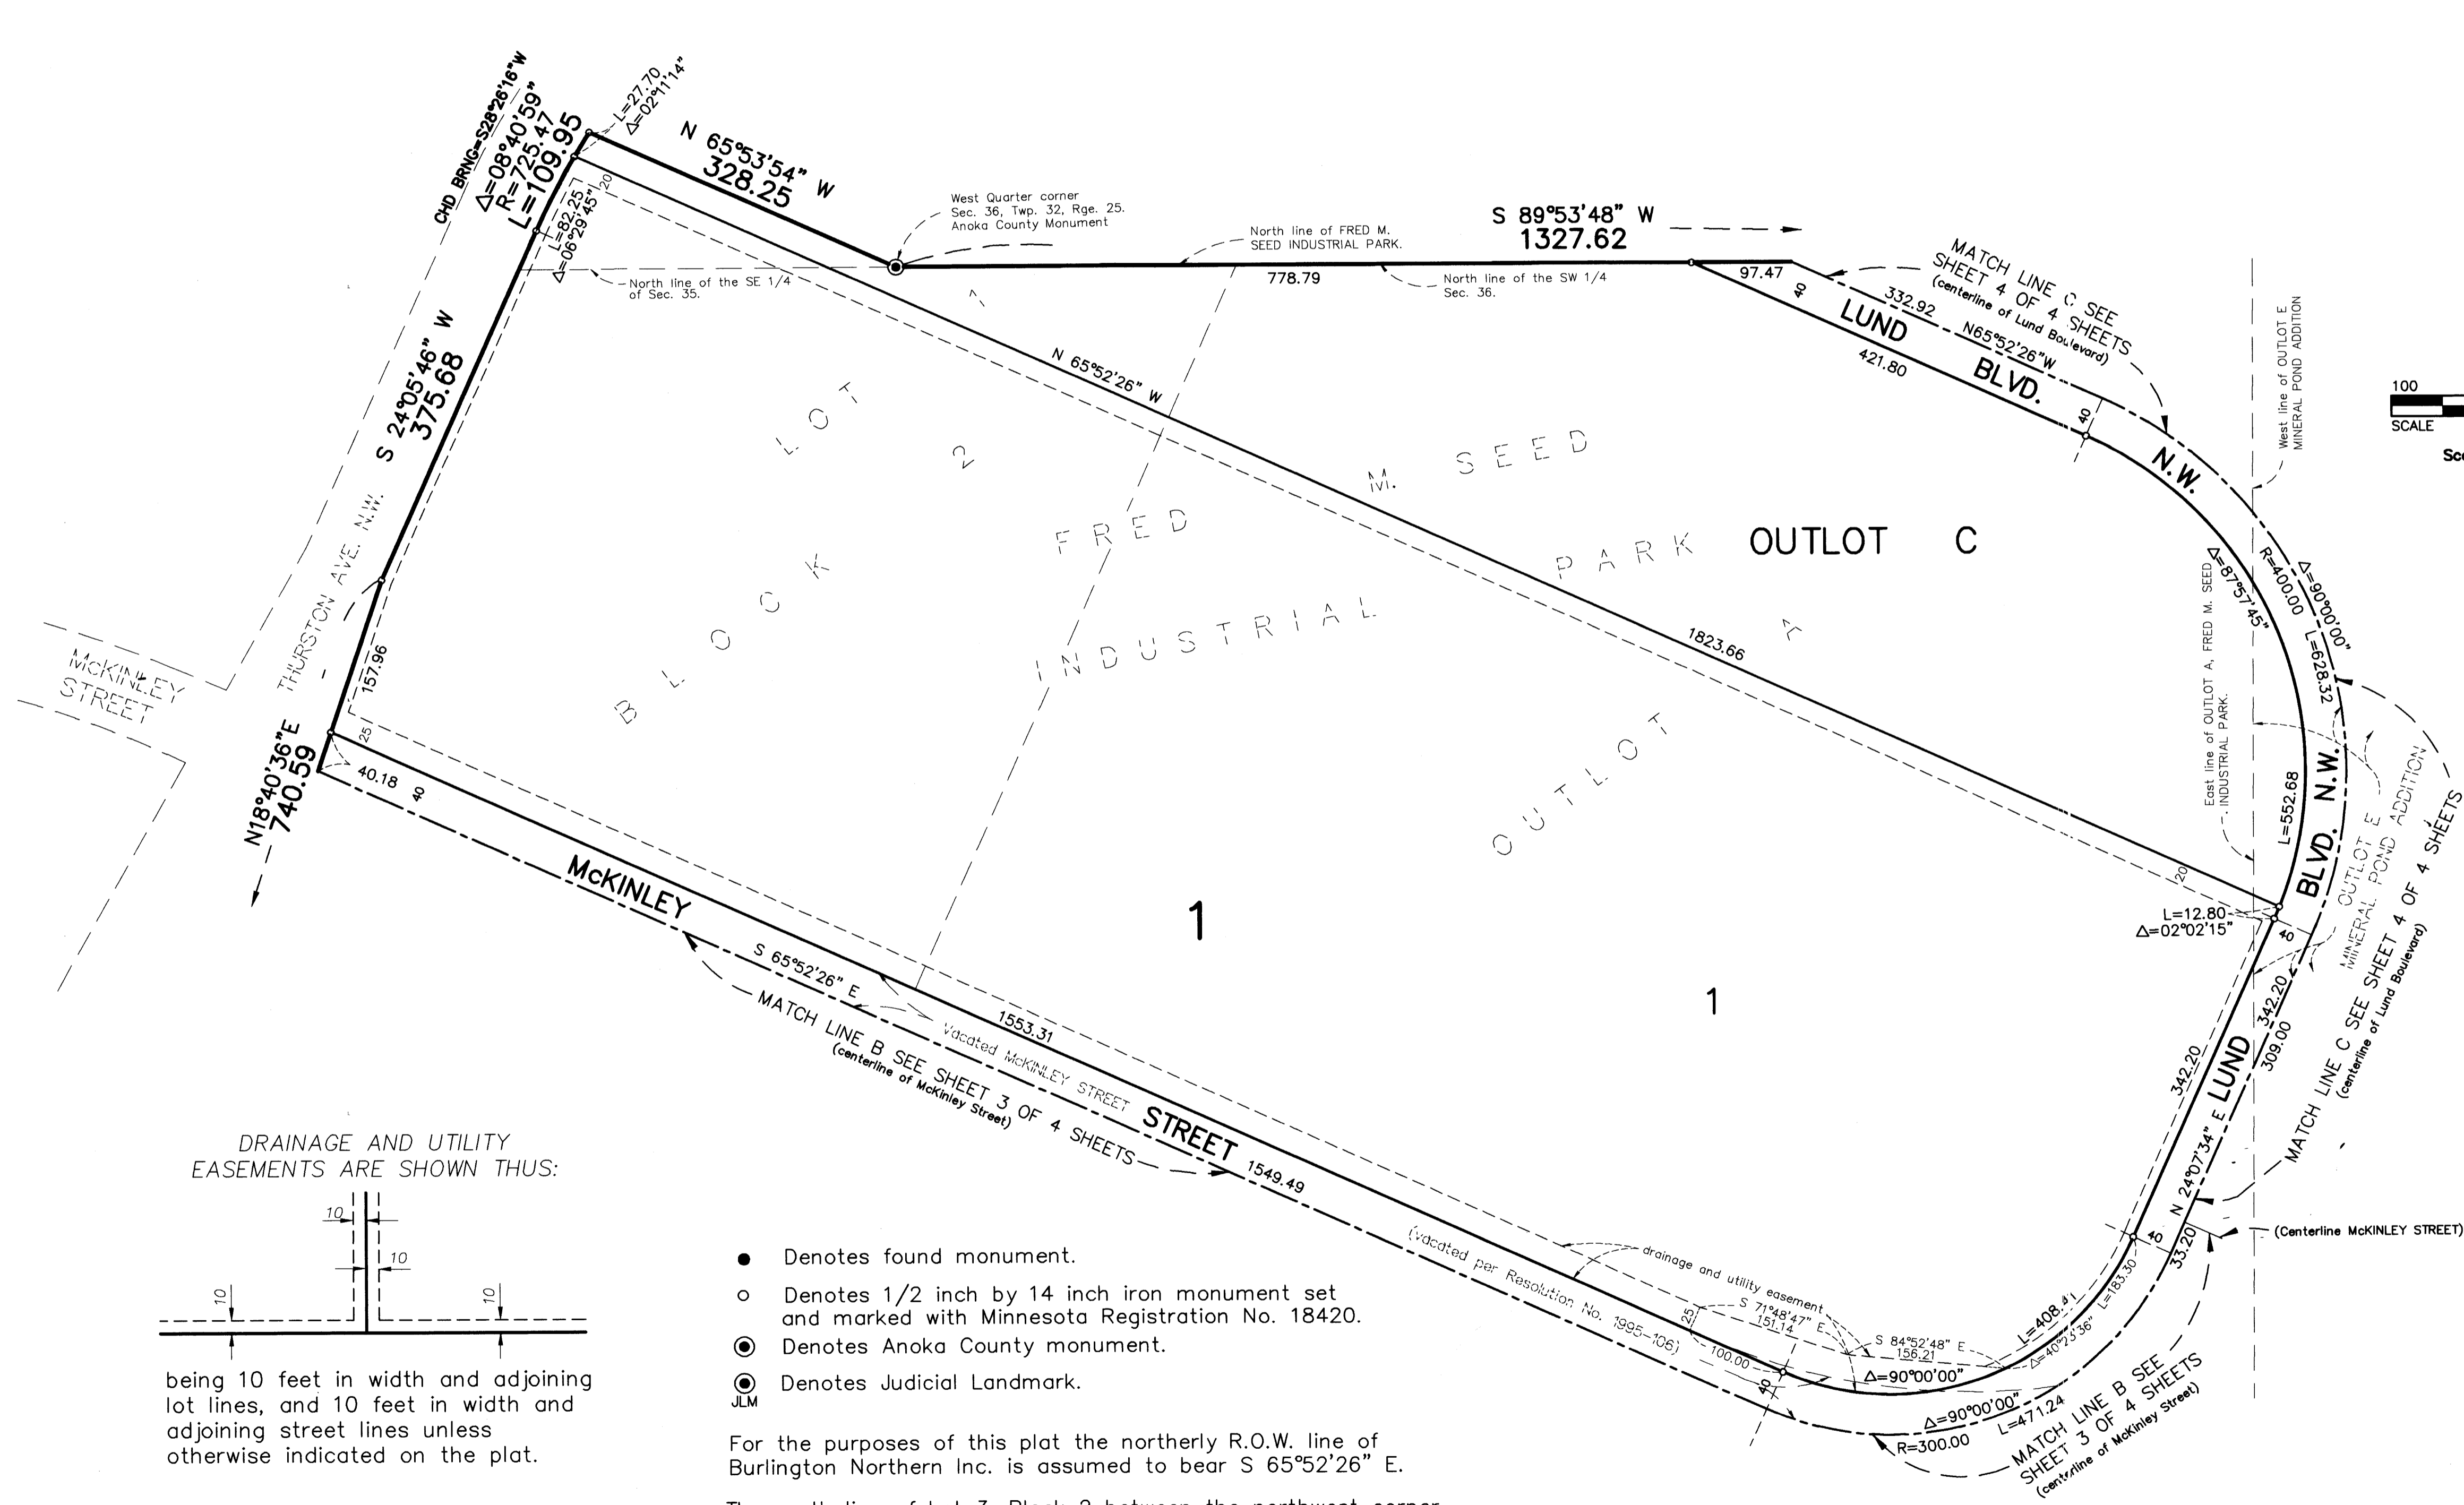 CHD BRNG=S28°26'16"W
Δ=08°40'59"
R=725.47
L=109.95
L=27.70
Δ=02°11'14"
N 65°53'54" W
328.25
L=82.25
Δ=06°29'45"
20
West Quarter corner
Sec. 36, Twp. 32, Rge. 25.
Anoka County Monument
North line of FRED M.
SEED INDUSTRIAL PARK.
S 89°53'48" W
1327.62
North line of the SE 1/4
of Sec. 35.
778.79
North line of the SW 1/4
Sec. 36.
97.47
40
MATCH LINE C SEE
SHEET 4 OF 4 SHEETS
(centerline of Lund Boulevard)
332.92
N65°52'26"W
LUND BLVD. N.W.
421.80
40
West line of OUTLOT E
MINERAL POND ADDITION
100
SCALE
S 24°05'46" W
375.68
N 65°52'26" W
LOT 2
BLOCK
FRED M. SEED
INDUSTRIAL PARK
OUTLOT C
OUTLOT A
1823.66
Δ=87°57'45"
R=400.00
Δ=90°00'00"
L=628.32
East line of OUTLOT A, FRED M. SEED
INDUSTRIAL PARK.
L=552.68
BLVD. N.W.
OUTLOT E
MINERAL POND ADDITION
MATCH LINE C SEE SHEET 4 OF 4 SHEETS
(centerline of Lund Boulevard)
THURSTON AVE. N.W.
McKINLEY
STREET
157.96
25
N18°40'36"E
740.59
40.18
40
McKINLEY
S 65°52'26" E
MATCH LINE B SEE SHEET 3 OF 4 SHEETS
(centerline of McKinley Street)
1553.31
Vacated McKINLEY STREET
STREET
1549.49
1
1
20
L=12.80
Δ=02°02'15"
40
342.20
342.20
309.00
LUND
N 24°07'34" E
40
33.20
(Centerline McKINLEY STREET)
(vacated per Resolution No. 1995-106)
drainage and utility easement
25
S 71°48'47" E
151.14
S 84°52'48" E
156.21
100.00
40
Δ=90°00'00"
L=183.30
Δ=90°00'00"
L=471.24
R=300.00
MATCH LINE B SEE
SHEET 3 OF 4 SHEETS
(centerline of McKinley Street)
DRAINAGE AND UTILITY
EASEMENTS ARE SHOWN THUS:
10
10
10
10
being 10 feet in width and adjoining
lot lines, and 10 feet in width and
adjoining street lines unless
otherwise indicated on the plat.
Denotes found monument.
Denotes 1/2 inch by 14 inch iron monument set
and marked with Minnesota Registration No. 18420.
Denotes Anoka County monument.
Denotes Judicial Landmark.
JLM
For the purposes of this plat the northerly R.O.W. line of
Burlington Northern Inc. is assumed to bear S 65°52'26" E.